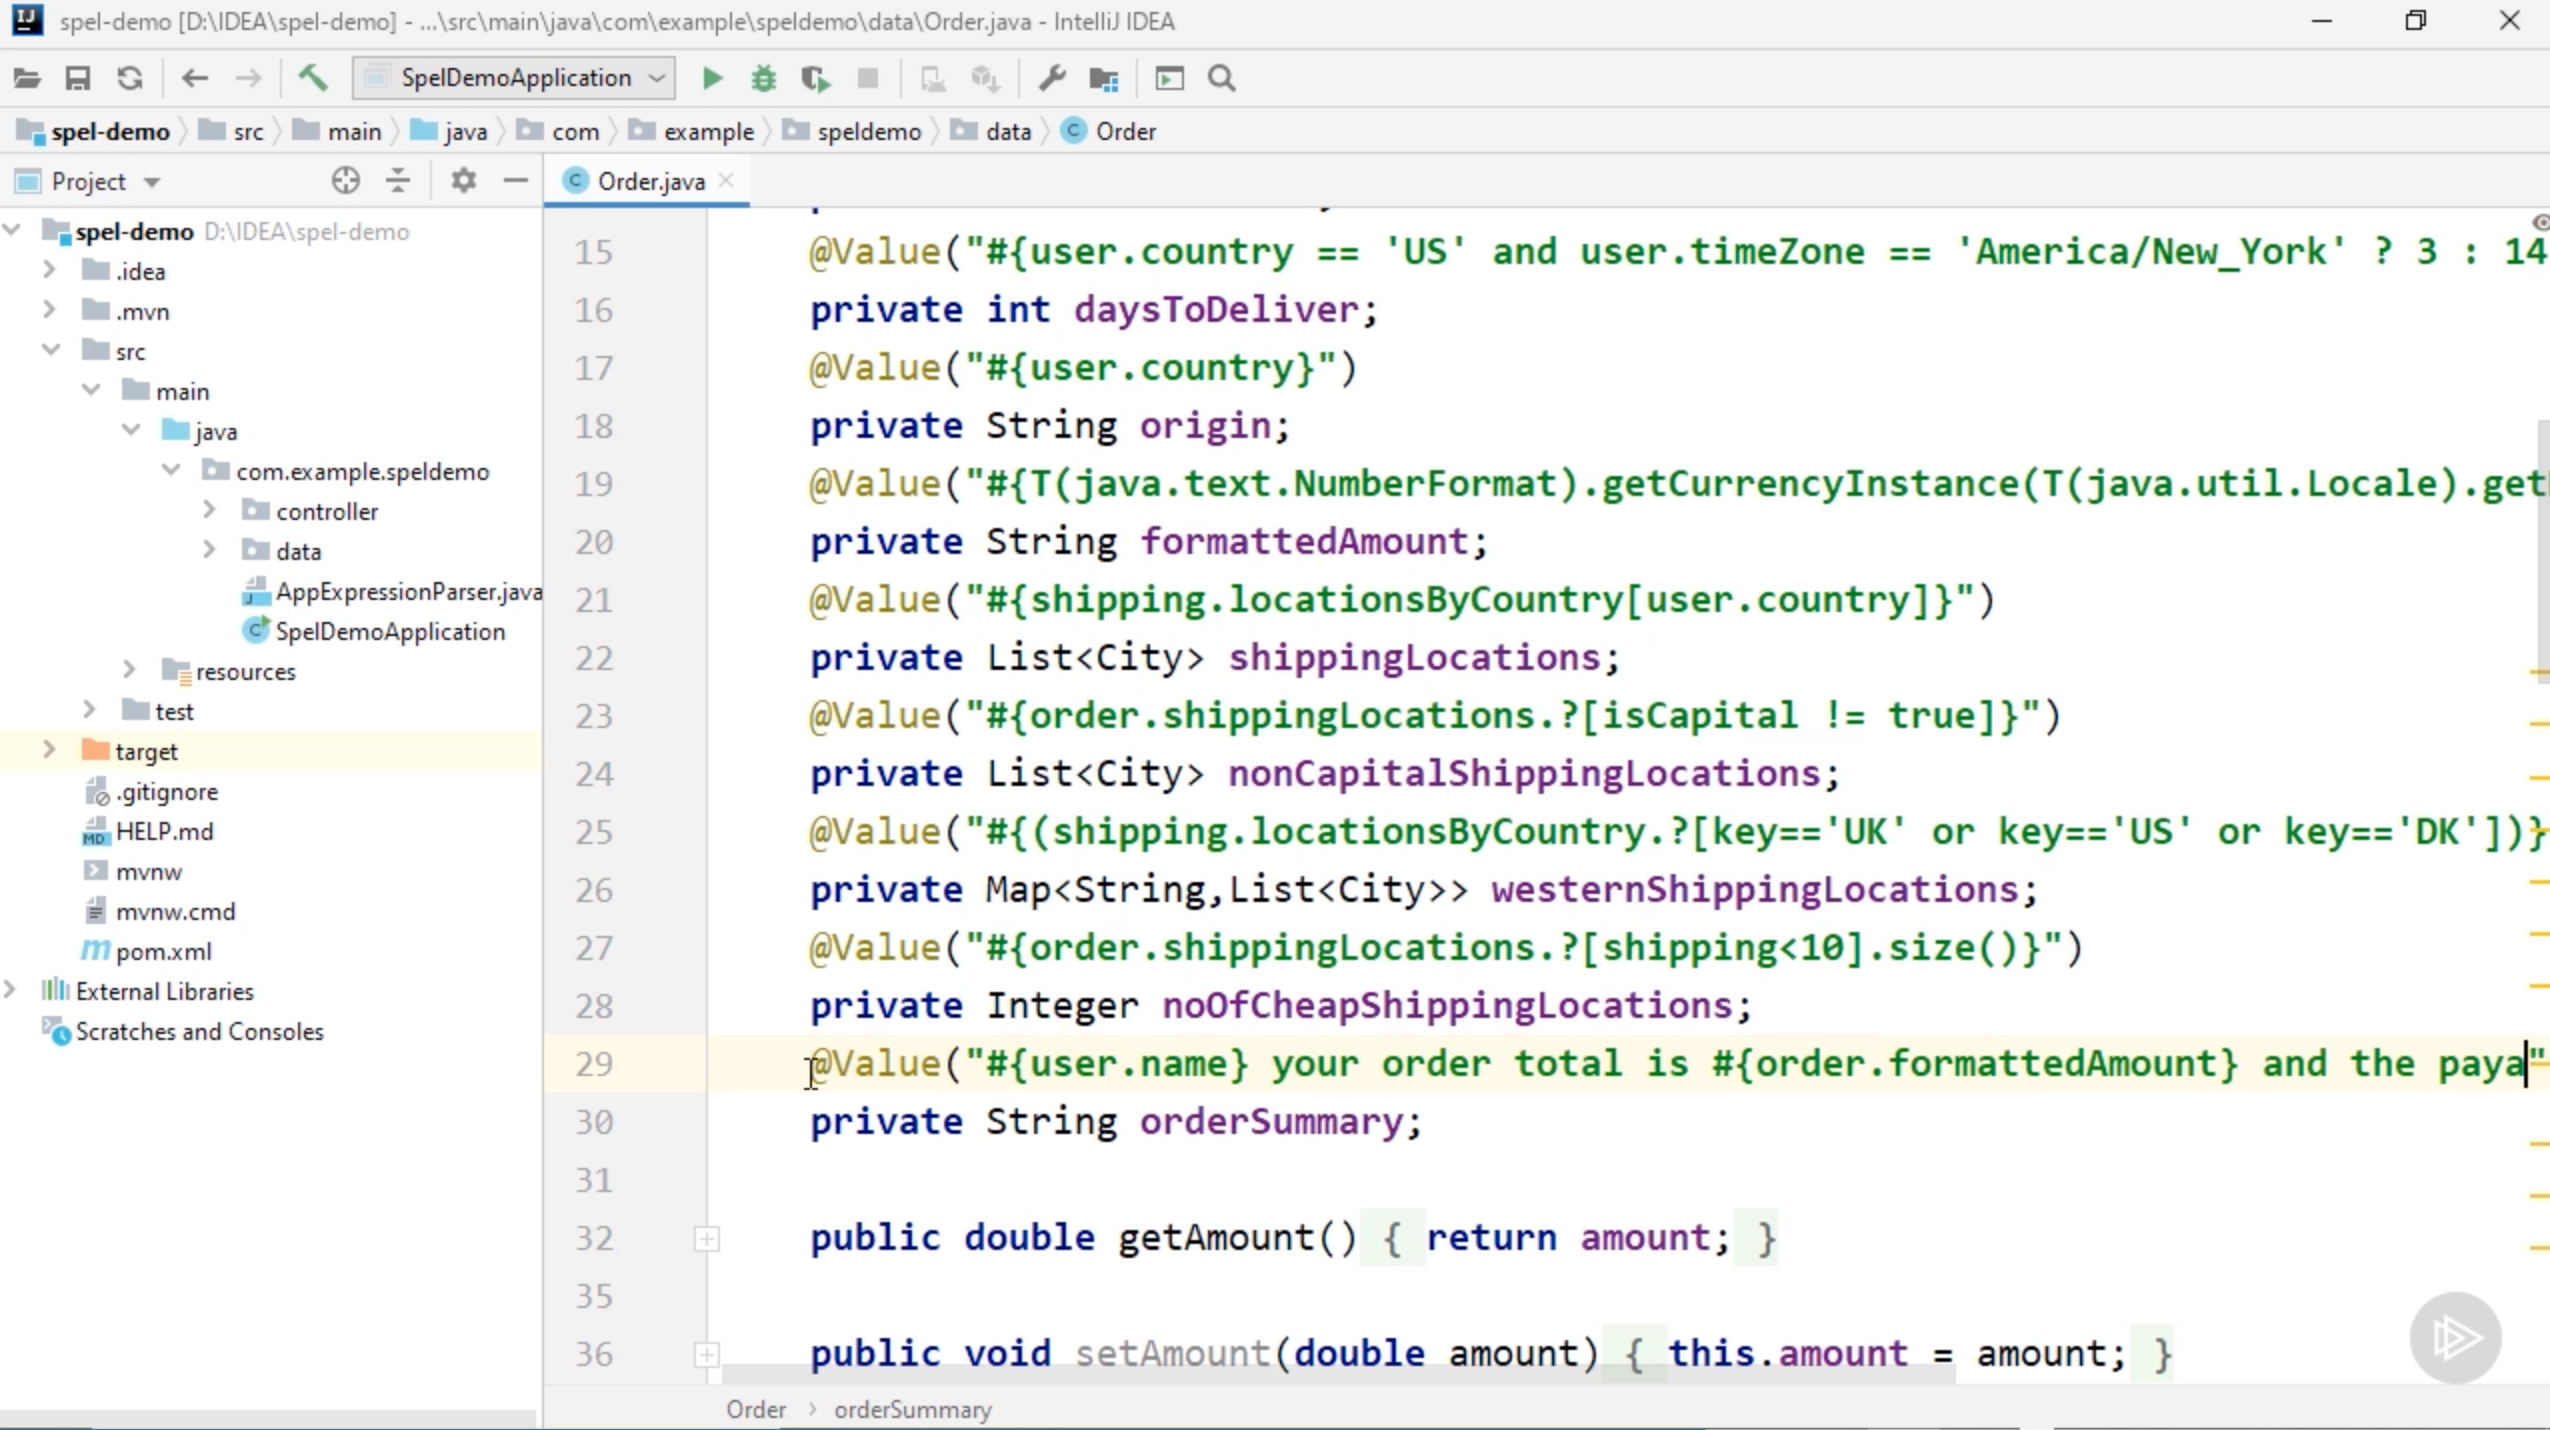 spel-demo [D:\IDEA\spel-demo] - ...\src\main\java\com\example\speldemo\data\Order.java - IntelliJ IDEA
SpelDemoApplication
spel-demo src main java com example speldemo data Order
Project
Order.java
spel-demo D:\IDEA\spel-demo
.idea
.mvn
src
main
java
com.example.speldemo
controller
data
AppExpressionParser.java
SpelDemoApplication
resources
test
target
.gitignore
HELP.md
mvnw
mvnw.cmd
pom.xml
External Libraries
Scratches and Consoles
15 @Value("#{user.country == 'US' and user.timeZone == 'America/New_York' ? 3 : 14
16 private int daysToDeliver;
17 @Value("#{user.country}")
18 private String origin;
19 @Value("#{T(java.text.NumberFormat).getCurrencyInstance(T(java.util.Locale).get
20 private String formattedAmount;
21 @Value("#{shipping.locationsByCountry[user.country]}")
22 private List<City> shippingLocations;
23 @Value("#{order.shippingLocations.?[isCapital != true]}")
24 private List<City> nonCapitalShippingLocations;
25 @Value("#{(shipping.locationsByCountry.?[key=='UK' or key=='US' or key=='DK'])}
26 private Map<String,List<City>> westernShippingLocations;
27 @Value("#{order.shippingLocations.?[shipping<10].size()}")
28 private Integer noOfCheapShippingLocations;
29 @Value("#{user.name} your order total is #{order.formattedAmount} and the paya"
30 private String orderSummary;
31
32 public double getAmount() { return amount; }
35
36 public void setAmount(double amount) { this.amount = amount; }
Order › orderSummary